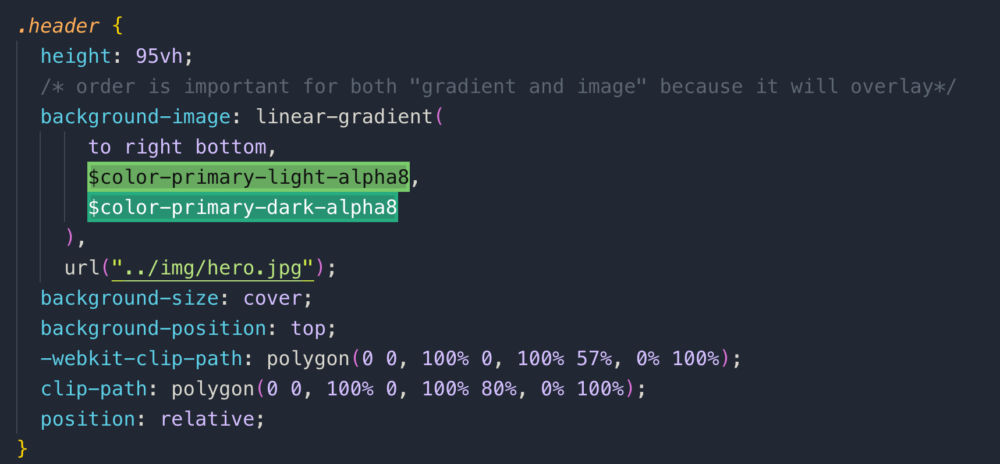 .header {
height: 95vh;
/* order is important for both "gradient and image" because it will overlay*/
background-image: linear-gradient(
to right bottom,
$color-primary-light-alpha8,
$color-primary-dark-alpha8
),
url("../img/hero.jpg");
background-size: cover;
background-position: top;
-webkit-clip-path: polygon(0 0, 100% 0, 100% 57%, 0% 100%);
clip-path: polygon(0 0, 100% 0, 100% 80%, 0% 100%);
position: relative;
}